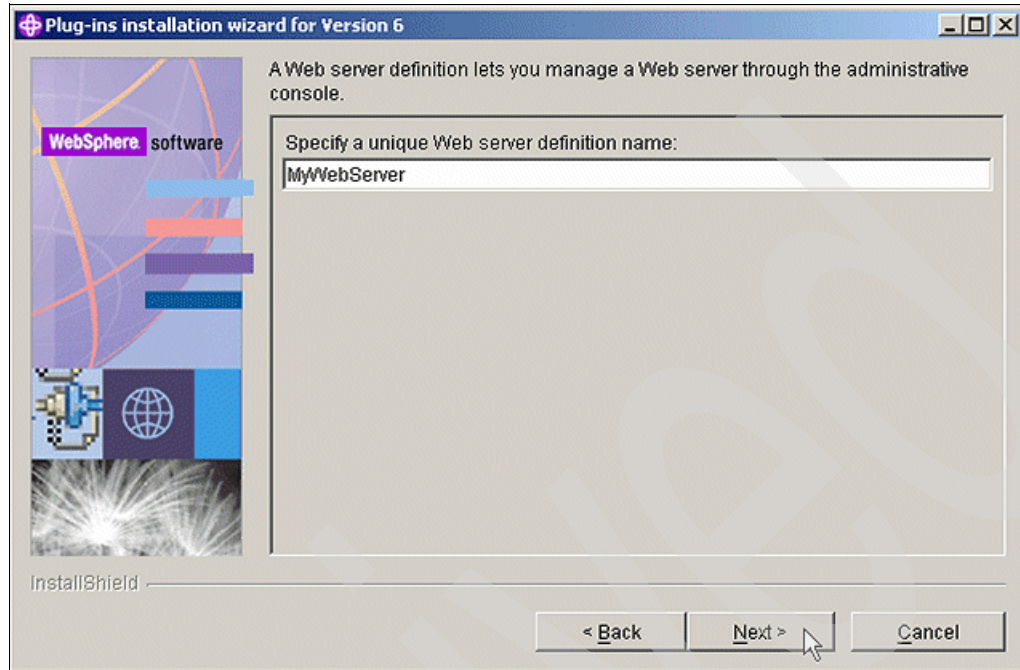 Plug-ins installation wizard for Version 6
A Web server definition lets you manage a Web server through the administrative
console.
WebSphere. software
Specify a unique Web server definition name:
MyWebServer
InstallShield
< Back
Next >
Cancel